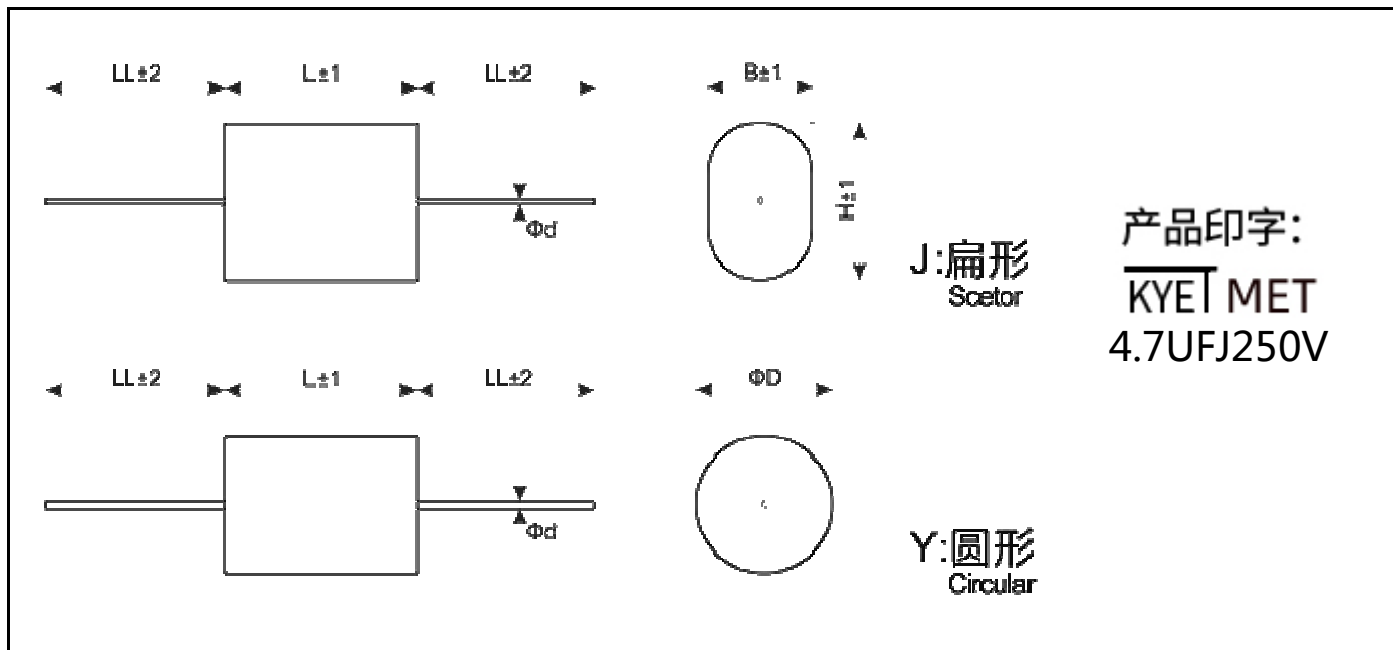 LL±2 L±1 LL±2 B±1
H±1
Φd
J:扁形
Scetor
产品印字:
KYET MET
4.7UFJ250V
LL±2 L±1 LL±2 ΦD
Φd
Y:圆形
Circular